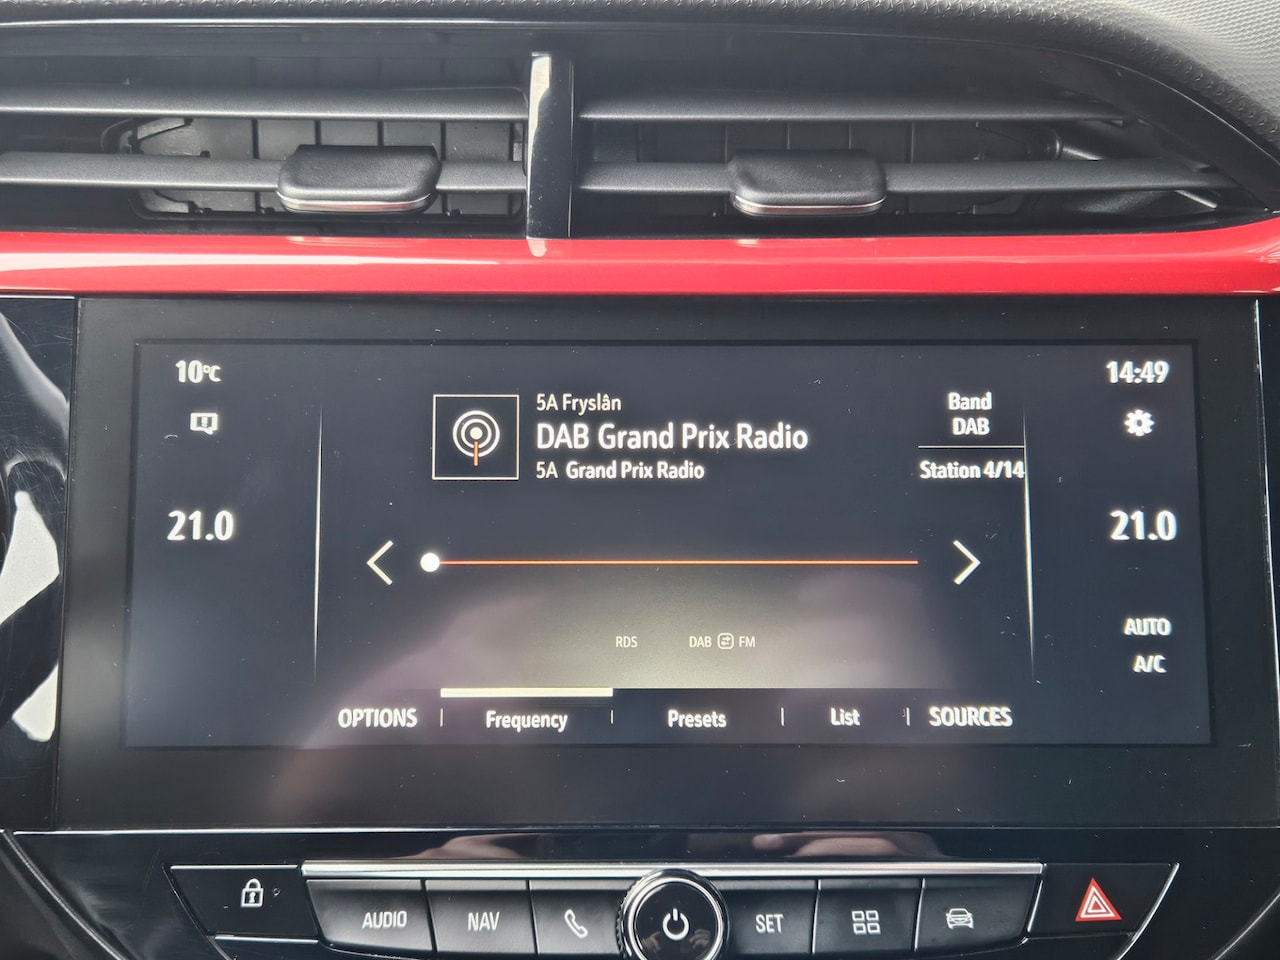 10°C
14:49
5A Fryslân
DAB Grand Prix Radio
5A Grand Prix Radio
Band
DAB
Station 4/14
21.0
21.0
RDS
DAB FM
AUTO
A/C
OPTIONS
Frequency
Presets
List
SOURCES
AUDIO
NAV
SET